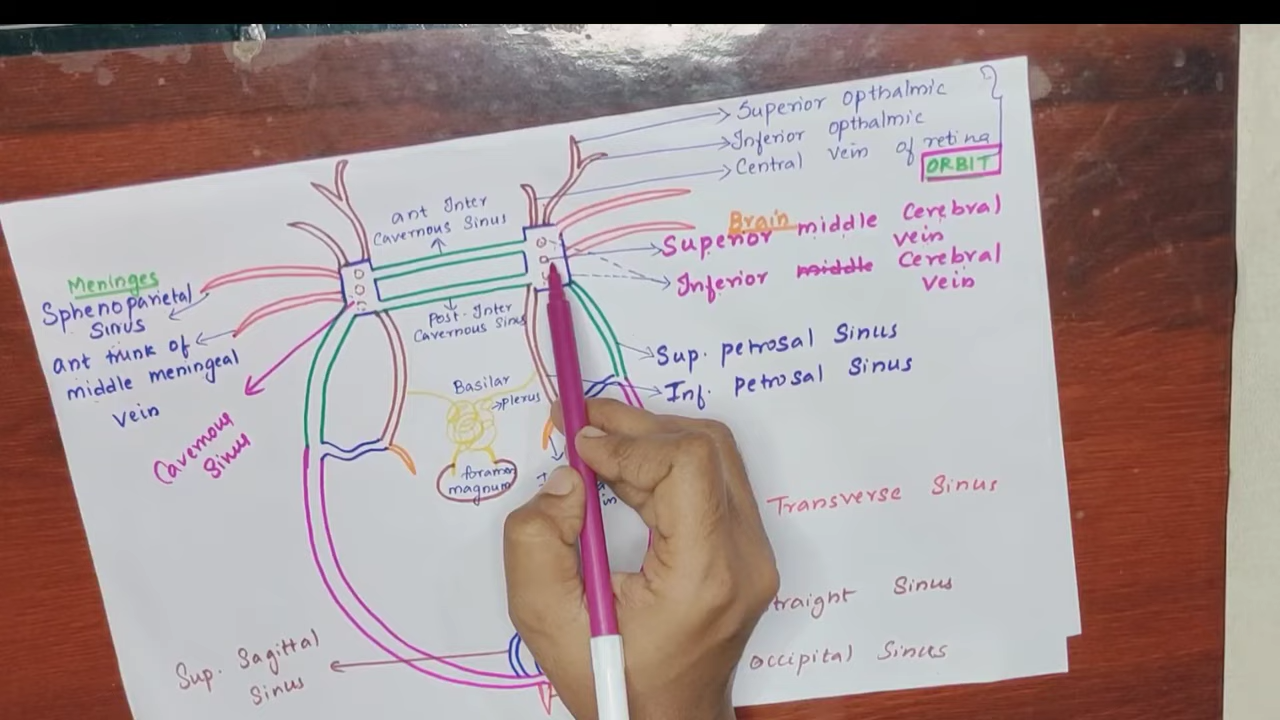 Superior opthalmic
Inferior opthalmic
Central vein of retina
ORBIT
ant Inter
Cavernous Sinus
Brain
Superior middle Cerebral
vein
Inferior middle Cerebral
vein
Meninges
Sphenoparietal
Sinus
ant trunk of
middle meningeal
vein
Post. Inter
Cavernous Sinus
Sup. petrosal Sinus
Inf. petrosal Sinus
Basilar
plexus
Cavernous
Sinus
foramen
magnum
Transverse Sinus
traight Sinus
occipital Sinus
Sup. Sagittal
Sinus